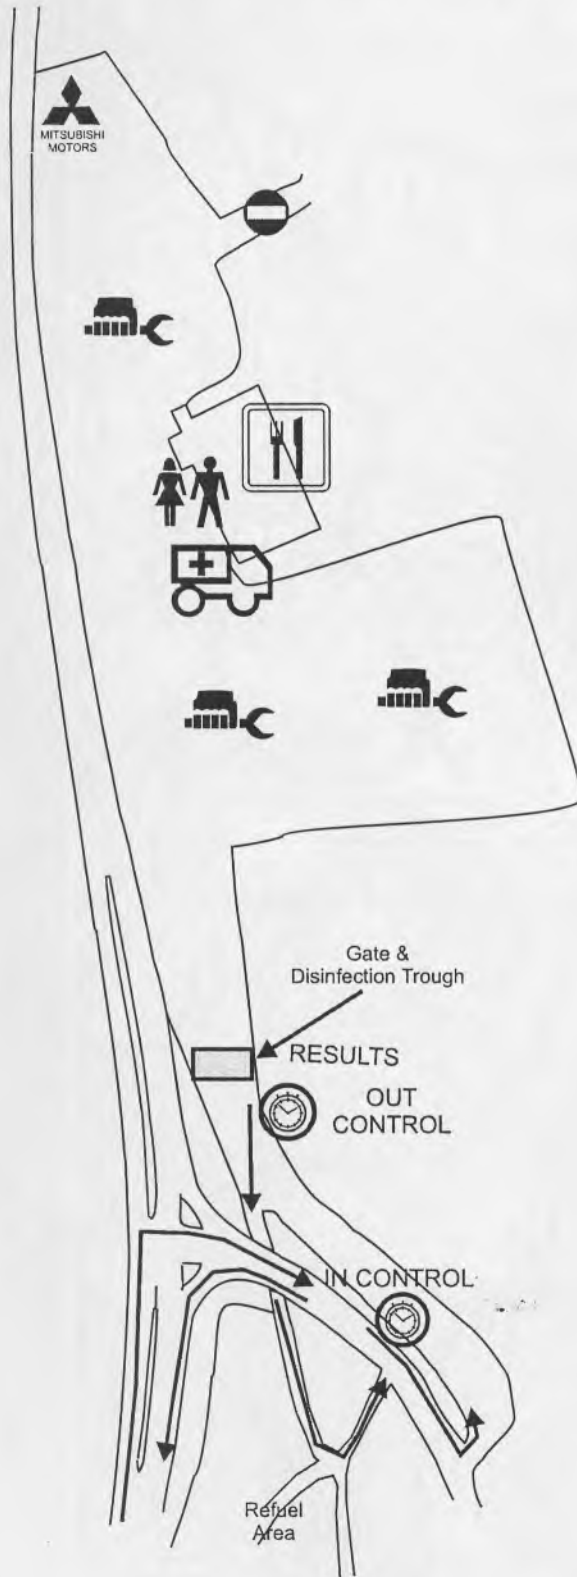 MITSUBISHI
MOTORS
Gate &
Disinfection Trough
RESULTS
OUT
CONTROL
IN CONTROL
Refuel
Area